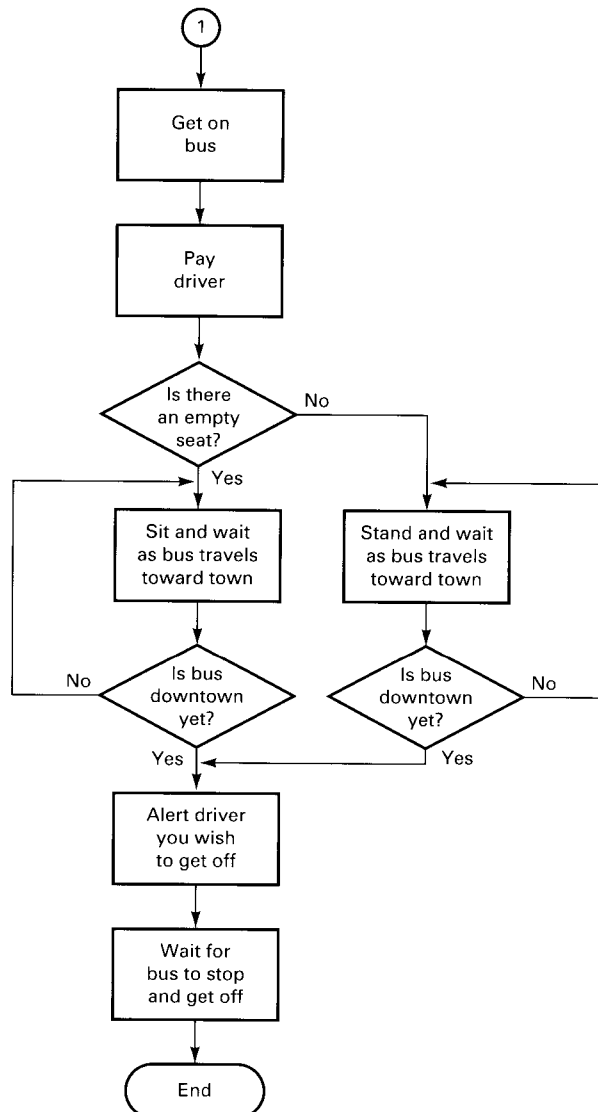 1
Get on
bus
Pay
driver
Is there
an empty
seat?
No
Yes
Sit and wait
as bus travels
toward town
Stand and wait
as bus travels
toward town
No
Is bus
downtown
yet?
Yes
Is bus
downtown
yet?
No
Yes
Alert driver
you wish
to get off
Wait for
bus to stop
and get off
End